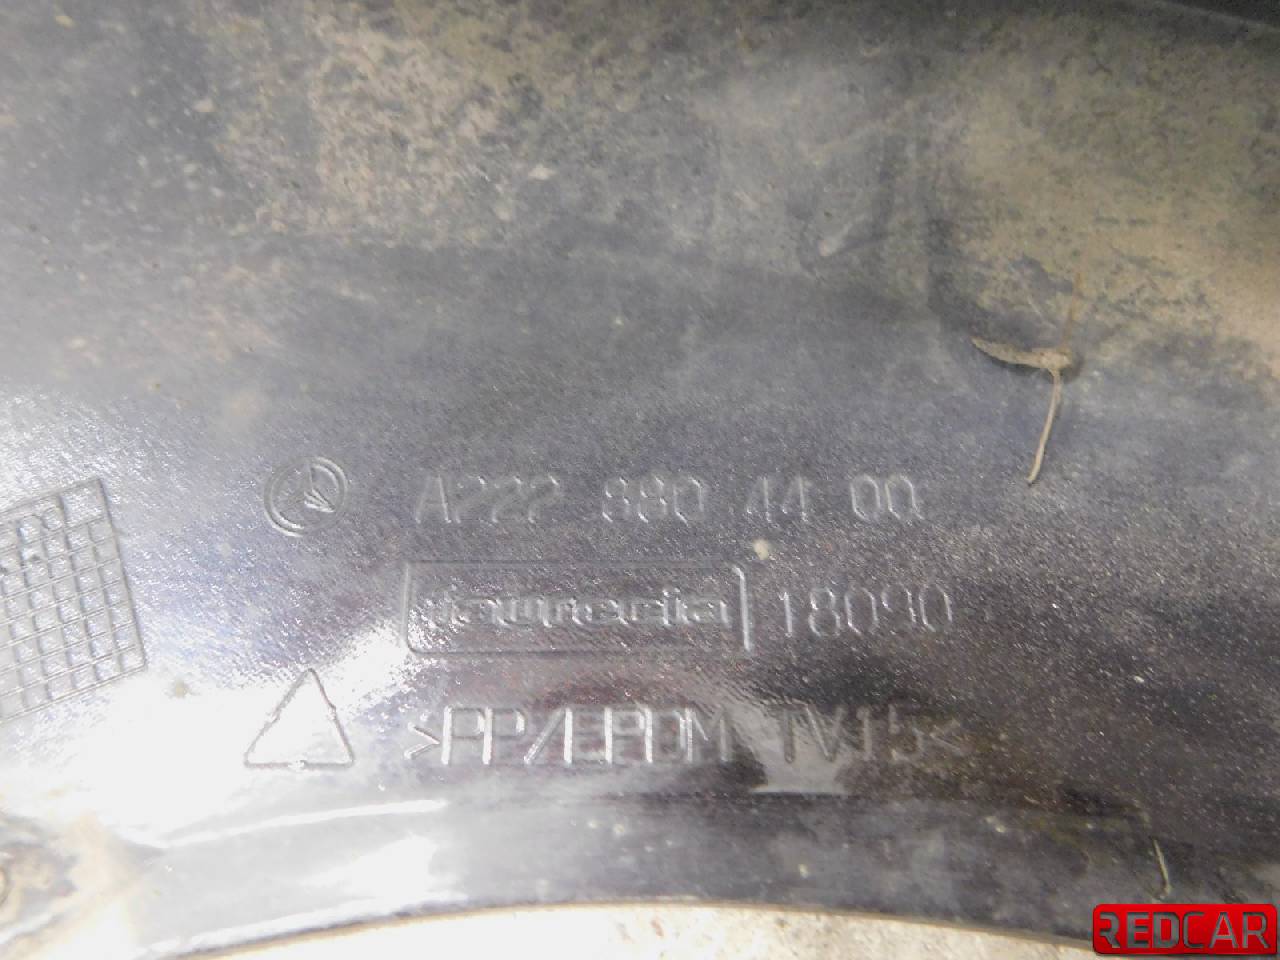 A222 880 44 00
faurecia 18090
>PP/EPDM TV15<
REDCAR